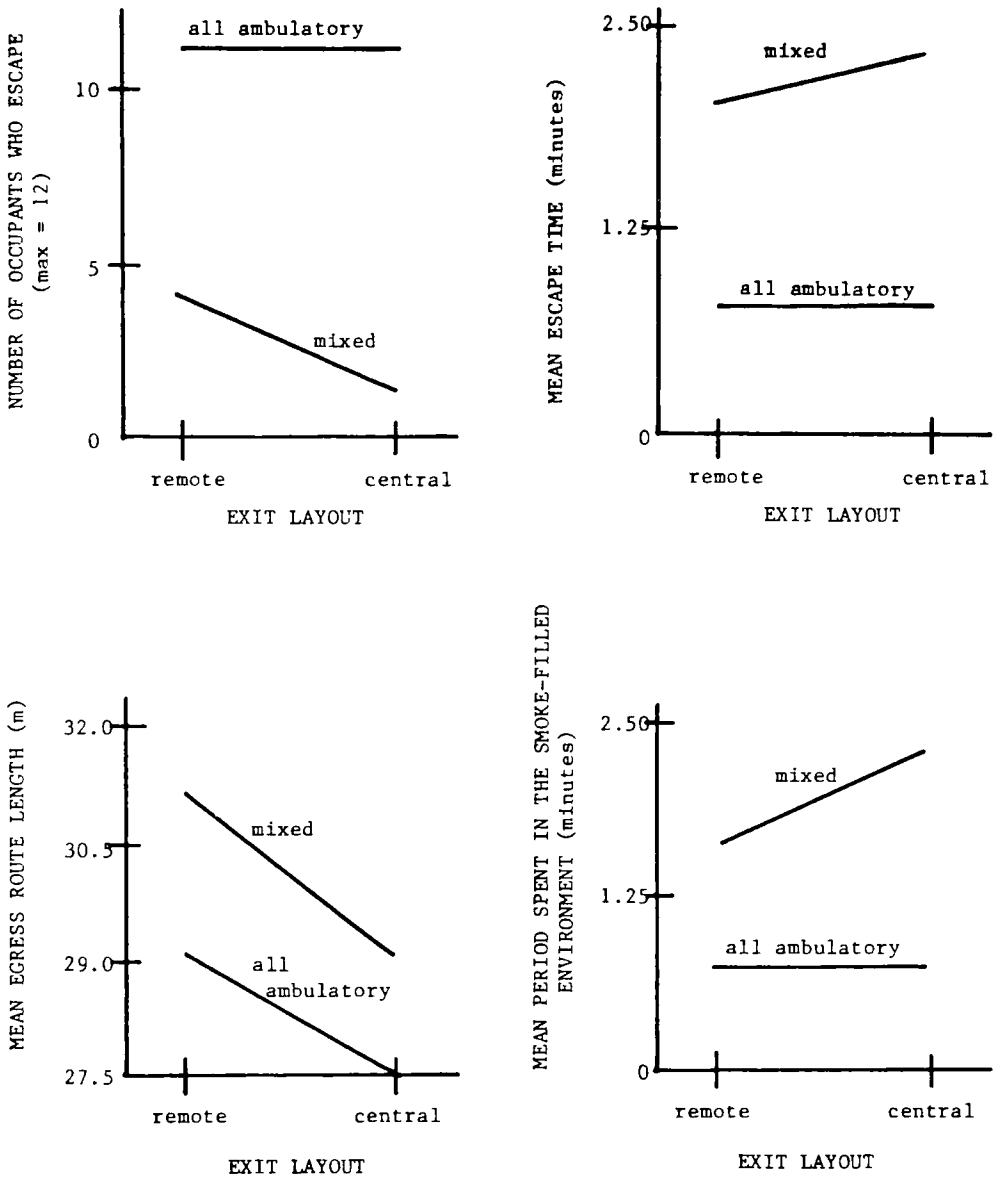 NUMBER OF OCCUPANTS WHO ESCAPE
(max = 12)
10
5
0
all ambulatory
mixed
remote
central
EXIT LAYOUT
MEAN ESCAPE TIME (minutes)
2.50
1.25
0
mixed
all ambulatory
remote
central
EXIT LAYOUT
MEAN EGRESS ROUTE LENGTH (m)
32.0
30.5
29.0
27.5
mixed
all
ambulatory
remote
central
EXIT LAYOUT
MEAN PERIOD SPENT IN THE SMOKE-FILLED
ENVIRONMENT (minutes)
2.50
1.25
0
mixed
all ambulatory
remote
central
EXIT LAYOUT